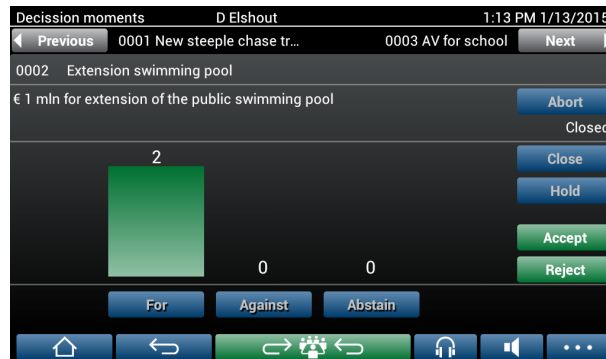 Decission moments D Elshout 1:13 PM 1/13/2015
Previous 0001 New steeple chase tr... 0003 AV for school Next
0002 Extension swimming pool
€ 1 mln for extension of the public swimming pool Abort
Closed
2 Close
Hold
Accept
0 0 Reject
For Against Abstain